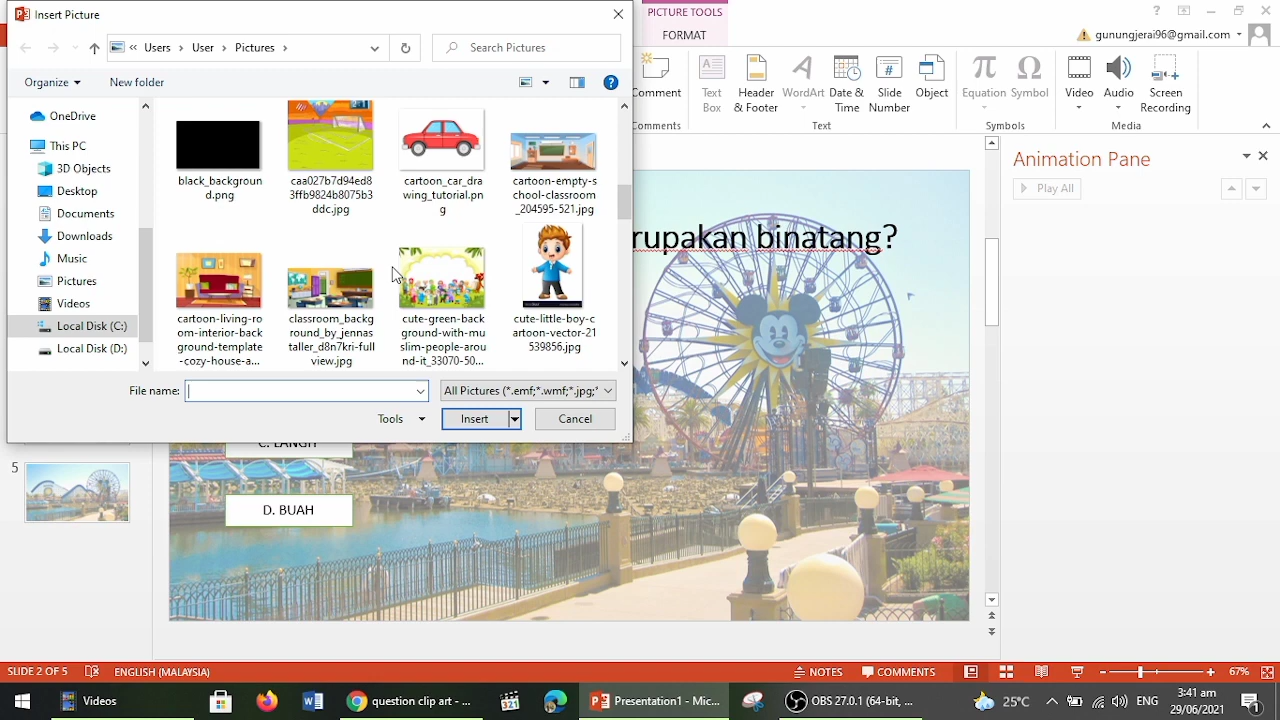 Insert Picture
PICTURE TOOLS
FORMAT
gunungjerai96@gmail.com
Users
User
Pictures
Search Pictures
Organize
New folder
Comment
Text Box
Header & Footer
WordArt
Date & Time
Slide Number
Object
Equation
Symbol
Video
Audio
Screen Recording
Comments
Text
Symbols
Media
OneDrive
This PC
3D Objects
Desktop
Documents
Downloads
Music
Pictures
Videos
Local Disk (C:)
Local Disk (D:)
black_backgroun
d.png
caa027b7d94ed8
3ffb9824b8075b3
ddc.jpg
cartoon_car_dra
wing_tutorial.pn
g
cartoon-empty-s
chool-classroom
_204595-521.jpg
cartoon-living-ro
om-interior-back
ground-template
-cozy-house-a...
classroom_backg
round_by_jennas
taller_d8n7kri-full
view.jpg
cute-green-back
ground-with-mu
slim-people-arou
nd-it_33070-50...
cute-little-boy-c
artoon-vector-21
539856.jpg
File name:
All Pictures (*.emf;*.wmf;*.jpg;*
Tools
Insert
Cancel
Animation Pane
Play All
rupakan binatang?
C. LANGIT
D. BUAH
5
SLIDE 2 OF 5
ENGLISH (MALAYSIA)
NOTES
COMMENTS
67%
Videos
question clip art - ...
321
Presentation1 - Mic...
OBS 27.0.1 (64-bit, ...
25°C
ENG
3:41 am
29/06/2021
1